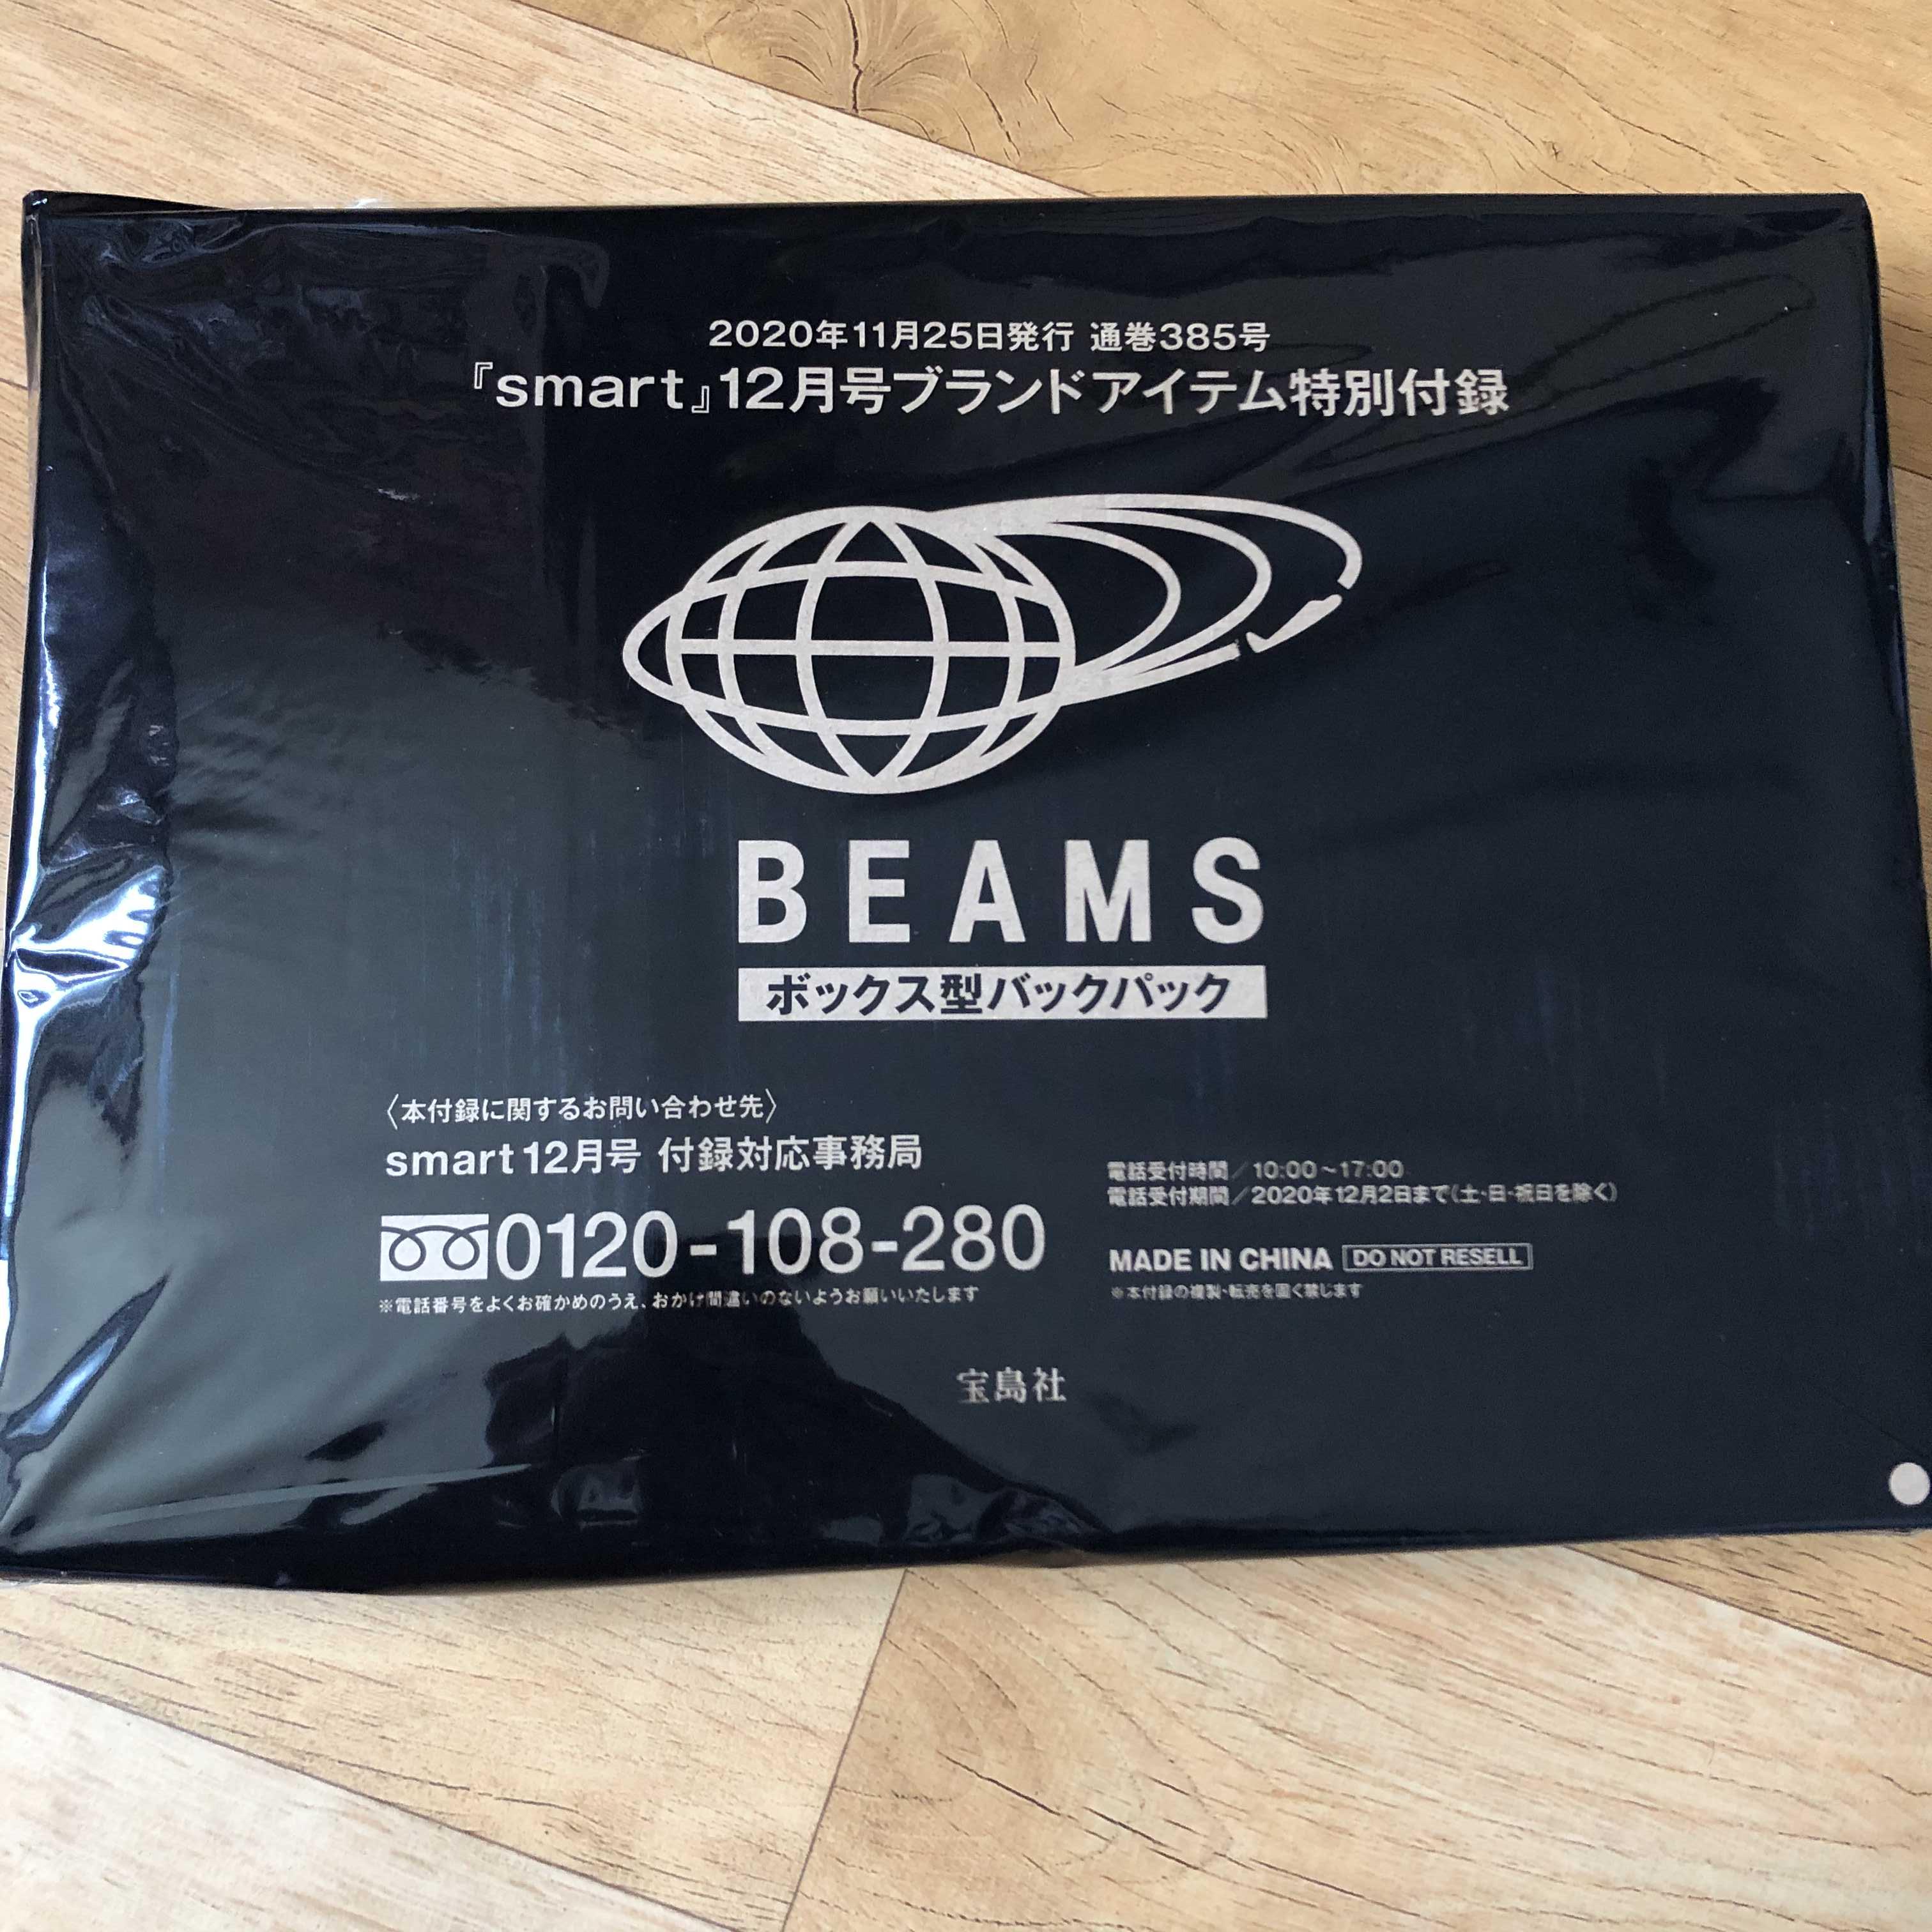 2020年11月25日発行 通巻385号
『smart』12月号ブランドアイテム特別付録
BEAMS
ボックス型バックパック
〈本付録に関するお問い合わせ先〉
smart12月号 付録対応事務局
0120-108-280
※電話番号をよくお確かめのうえ、おかけ間違いのないようお願いいたします
電話受付時間／10:00～17:00
電話受付期間／2020年12月2日まで(土・日・祝日を除く)
MADE IN CHINA DO NOT RESELL
※本付録の複製・転売を固く禁じます
宝島社